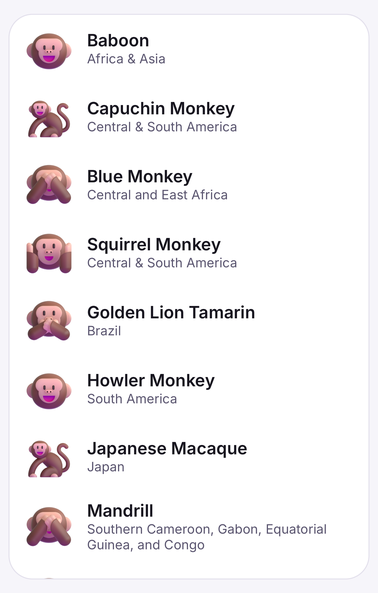 Baboon
Africa & Asia
Capuchin Monkey
Central & South America
Blue Monkey
Central and East Africa
Squirrel Monkey
Central & South America
Golden Lion Tamarin
Brazil
Howler Monkey
South America
Japanese Macaque
Japan
Mandrill
Southern Cameroon, Gabon, Equatorial
Guinea, and Congo